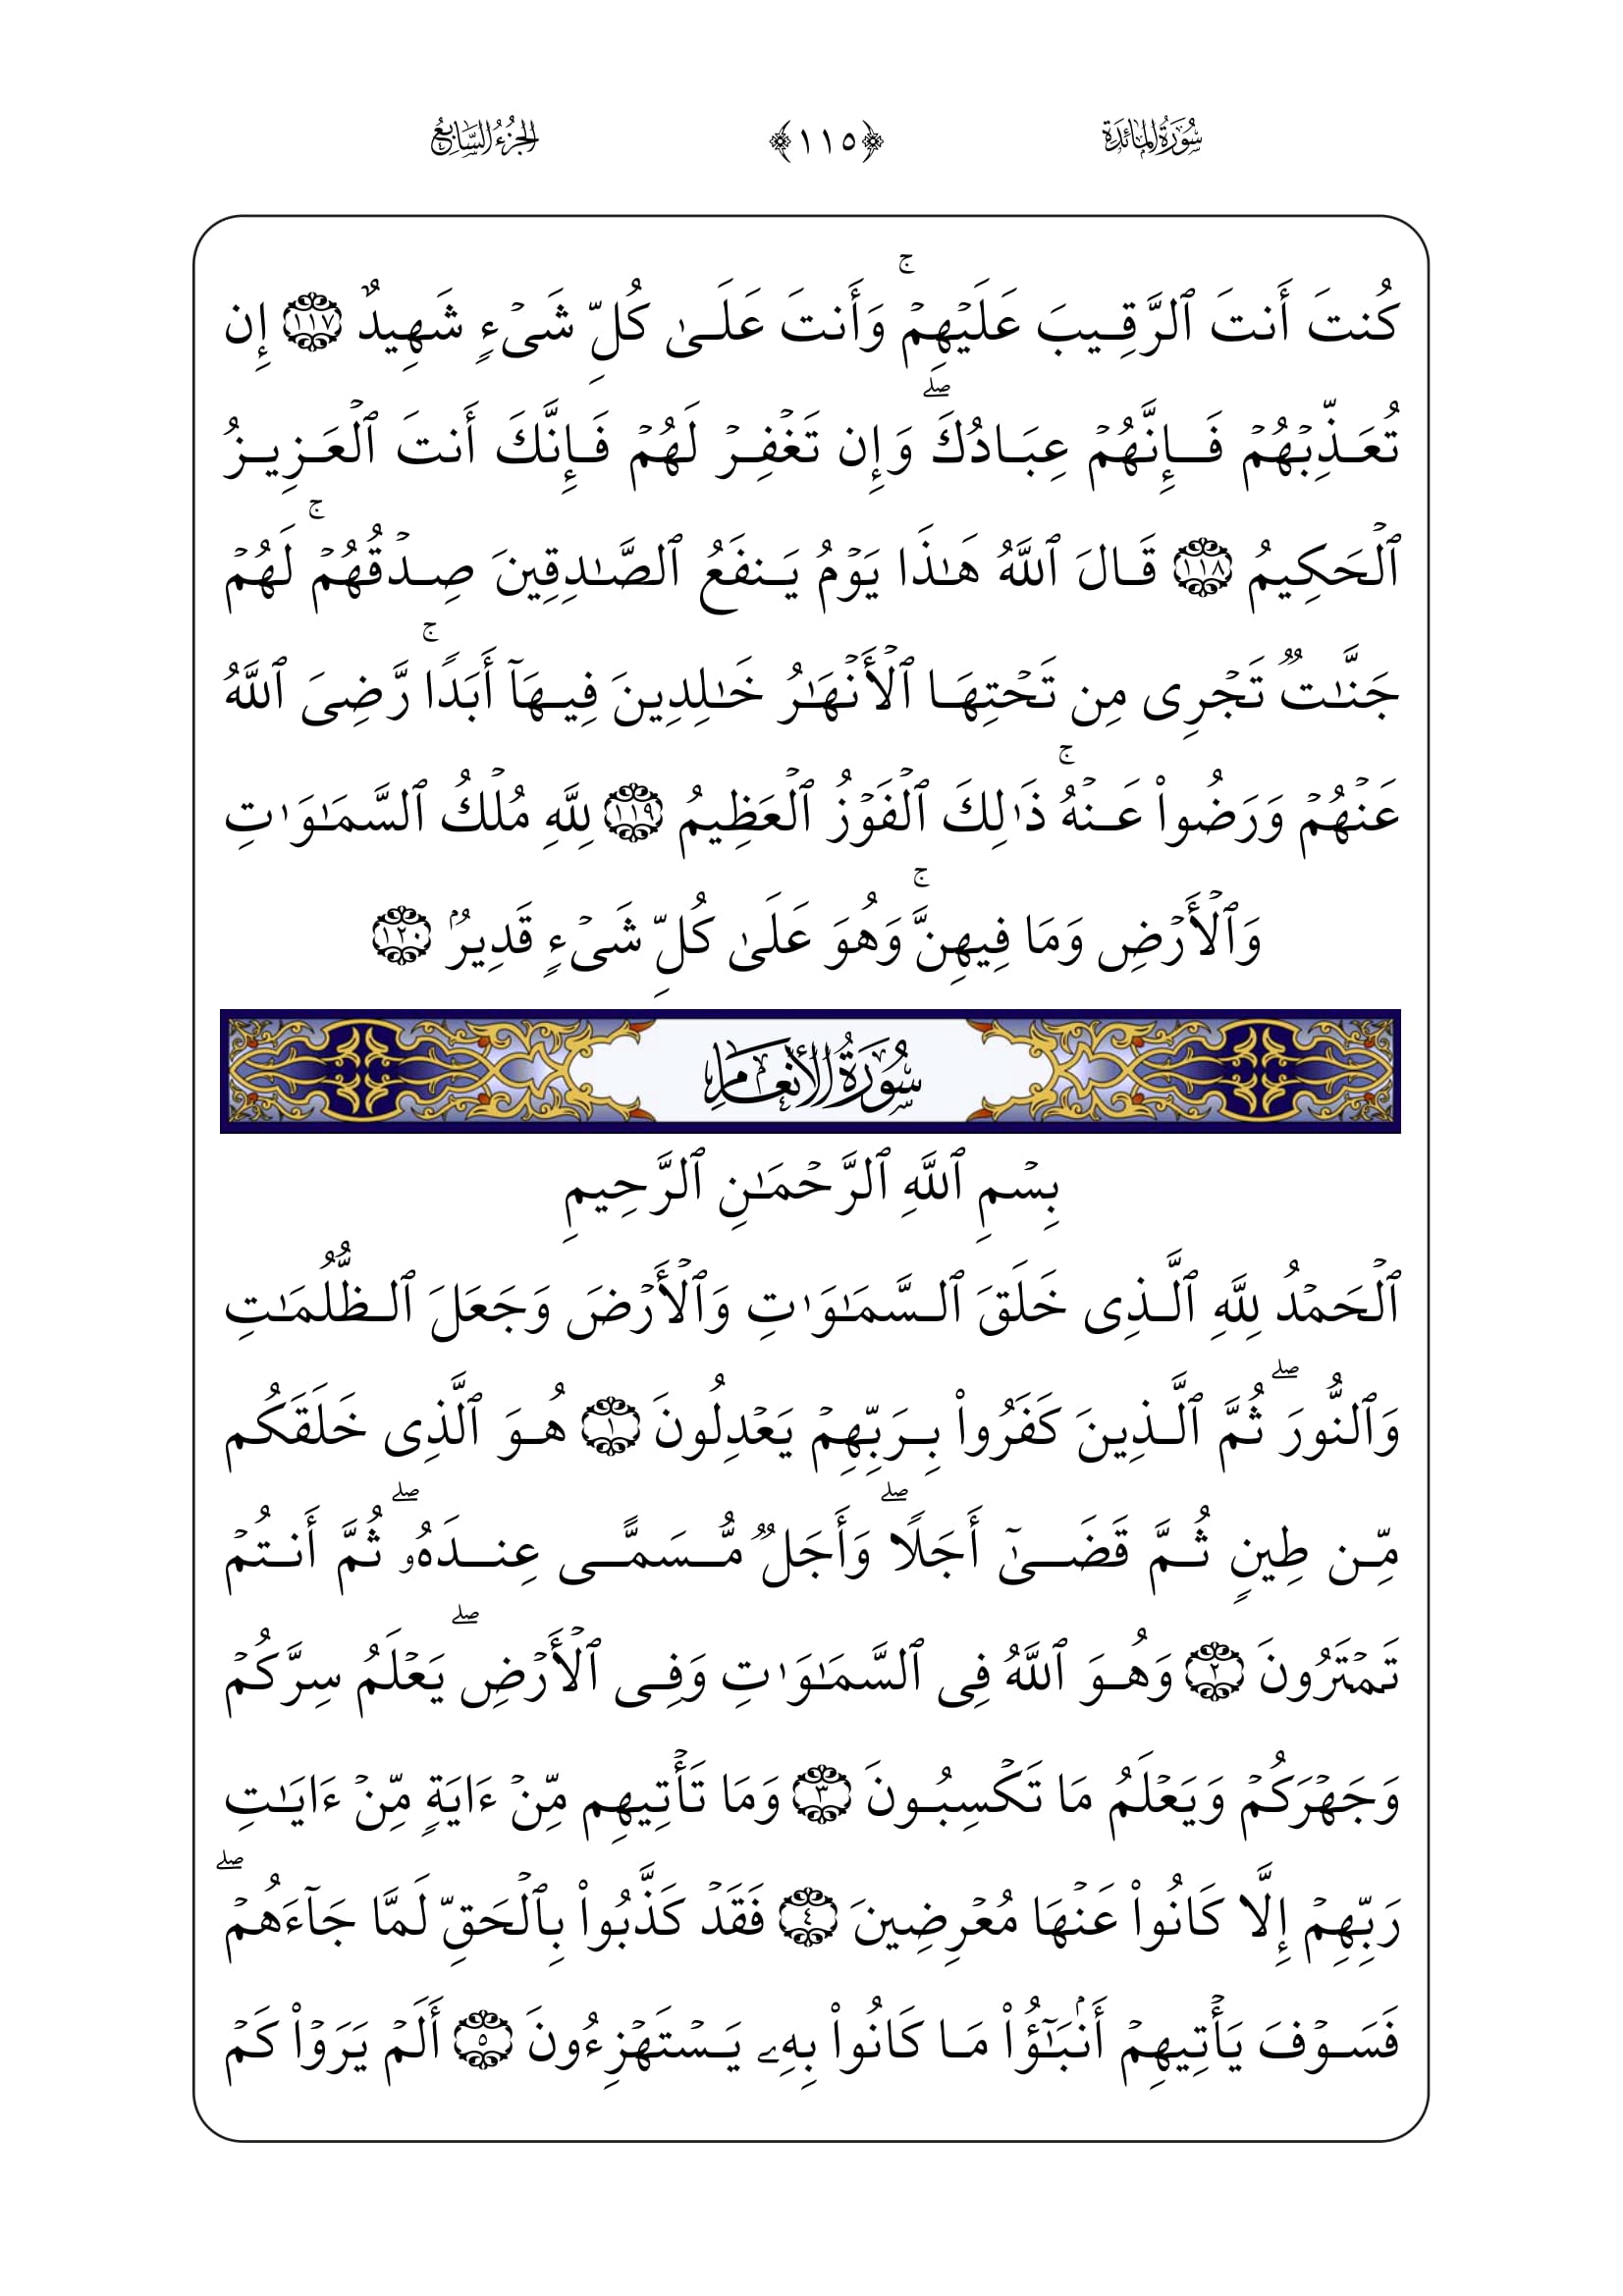 سُورَةُ المَائدَةِ ﴿١١٥﴾ الجُزءُ السَّابِعُ
كُنتَ أَنتَ ٱلرَّقِيبَ عَلَيْهِمْ ۚ وَأَنتَ عَلَىٰ كُلِّ شَىْءٍ شَهِيدٌ ١١٧ إِن
تُعَذِّبْهُمْ فَإِنَّهُمْ عِبَادُكَ ۖ وَإِن تَغْفِرْ لَهُمْ فَإِنَّكَ أَنتَ ٱلْعَزِيزُ
ٱلْحَكِيمُ ١١٨ قَالَ ٱللَّهُ هَـٰذَا يَوْمُ يَنفَعُ ٱلصَّـٰدِقِينَ صِدْقُهُمْ ۚ لَهُمْ
جَنَّـٰتٌ تَجْرِى مِن تَحْتِهَا ٱلْأَنْهَـٰرُ خَـٰلِدِينَ فِيهَآ أَبَدًا ۚ رَّضِىَ ٱللَّهُ
عَنْهُمْ وَرَضُوا۟ عَنْهُ ۚ ذَٰلِكَ ٱلْفَوْزُ ٱلْعَظِيمُ ١١٩ لِلَّهِ مُلْكُ ٱلسَّمَـٰوَٰتِ
وَٱلْأَرْضِ وَمَا فِيهِنَّ ۚ وَهُوَ عَلَىٰ كُلِّ شَىْءٍ قَدِيرٌۢ ١٢٠
سُورَةُ الأَنعَامِ
بِسْمِ ٱللَّهِ ٱلرَّحْمَـٰنِ ٱلرَّحِيمِ
ٱلْحَمْدُ لِلَّهِ ٱلَّذِى خَلَقَ ٱلسَّمَـٰوَٰتِ وَٱلْأَرْضَ وَجَعَلَ ٱلظُّلُمَـٰتِ
وَٱلنُّورَ ۖ ثُمَّ ٱلَّذِينَ كَفَرُوا۟ بِرَبِّهِمْ يَعْدِلُونَ ١ هُوَ ٱلَّذِى خَلَقَكُم
مِّن طِينٍ ثُمَّ قَضَىٰٓ أَجَلًا ۖ وَأَجَلٌ مُّسَمًّى عِندَهُۥ ۖ ثُمَّ أَنتُمْ
تَمْتَرُونَ ٢ وَهُوَ ٱللَّهُ فِى ٱلسَّمَـٰوَٰتِ وَفِى ٱلْأَرْضِ ۖ يَعْلَمُ سِرَّكُمْ
وَجَهْرَكُمْ وَيَعْلَمُ مَا تَكْسِبُونَ ٣ وَمَا تَأْتِيهِم مِّنْ ءَايَةٍ مِّنْ ءَايَـٰتِ
رَبِّهِمْ إِلَّا كَانُوا۟ عَنْهَا مُعْرِضِينَ ٤ فَقَدْ كَذَّبُوا۟ بِٱلْحَقِّ لَمَّا جَآءَهُمْ ۖ
فَسَوْفَ يَأْتِيهِمْ أَنۢبَـٰٓؤُا۟ مَا كَانُوا۟ بِهِۦ يَسْتَهْزِءُونَ ٥ أَلَمْ يَرَوْا۟ كَمْ